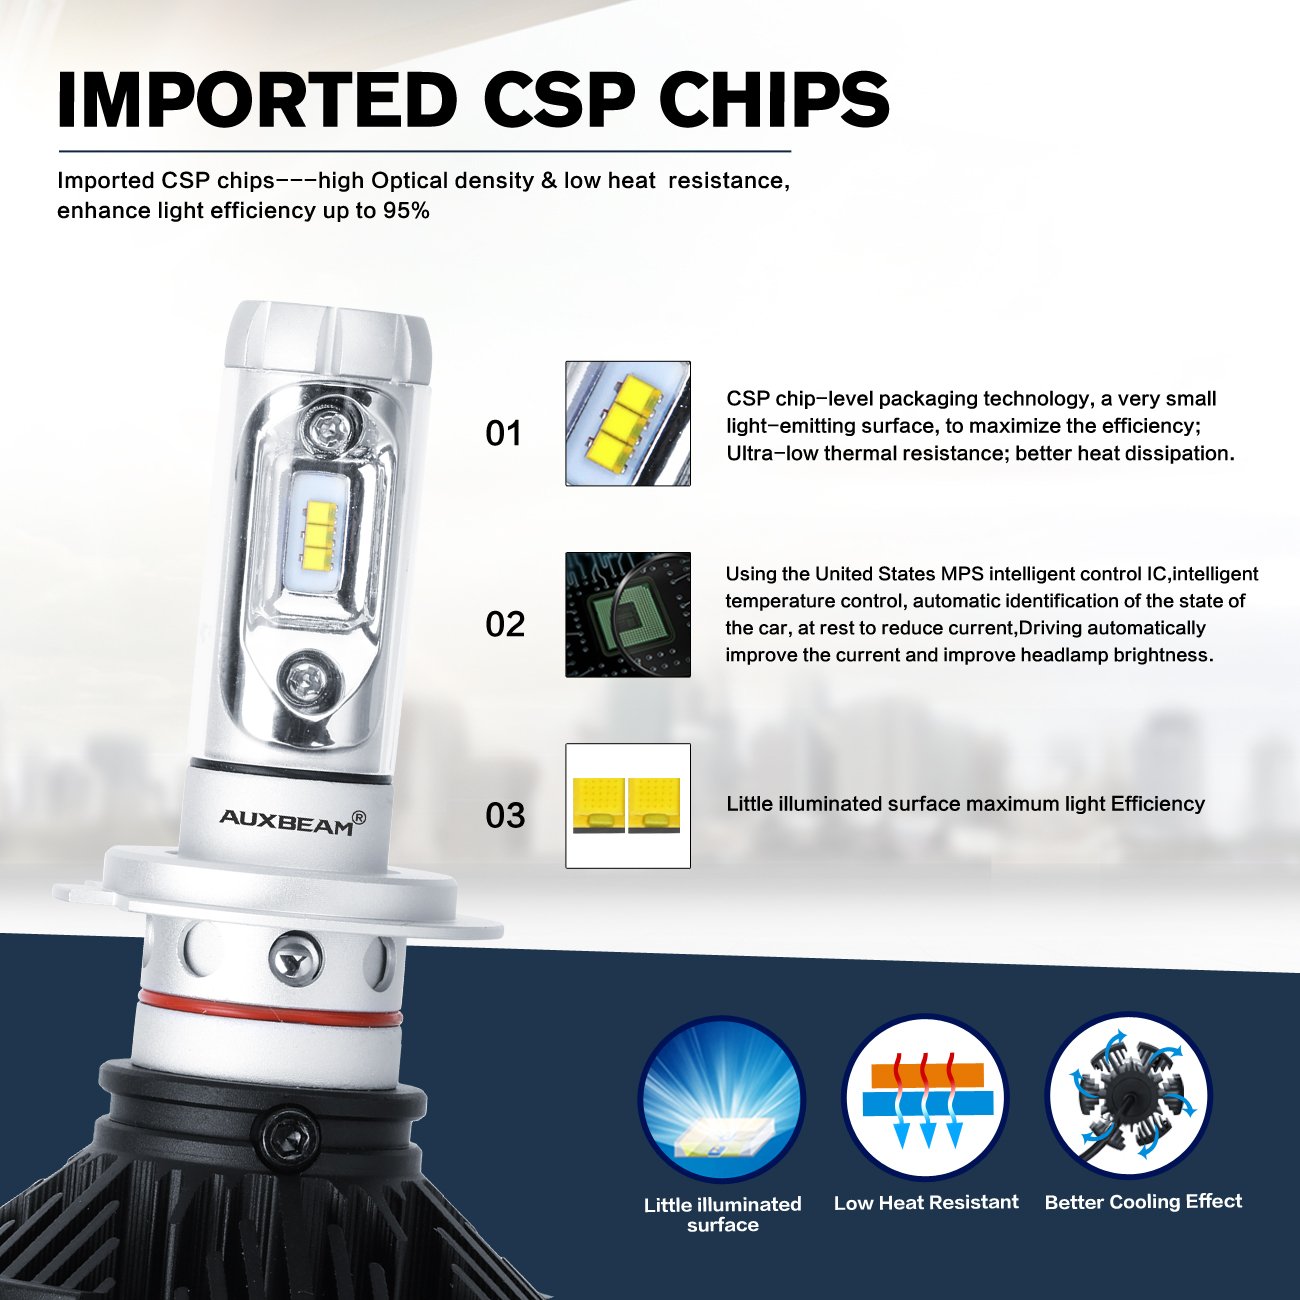 IMPORTED CSP CHIPS
Imported CSP chips---high Optical density & low heat resistance,
enhance light efficiency up to 95%
01
CSP chip-level packaging technology, a very small
light-emitting surface, to maximize the efficiency;
Ultra-low thermal resistance; better heat dissipation.
02
Using the United States MPS intelligent control IC,intelligent
temperature control, automatic identification of the state of
the car, at rest to reduce current,Driving automatically
improve the current and improve headlamp brightness.
03
Little illuminated surface maximum light Efficiency
AUXBEAM®
Little illuminated
surface
Low Heat Resistant
Better Cooling Effect